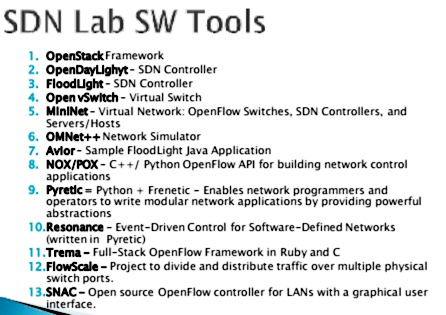 SDN Lab SW Tools
1. OpenStack Framework
2. OpenDayLighyt – SDN Controller
3. FloodLight – SDN Controller
4. Open vSwitch – Virtual Switch
5. MiniNet – Virtual Network: OpenFlow Switches, SDN Controllers, and
Servers/Hosts
6. OMNet++ Network Simulator
7. Avior – Sample FloodLight Java Application
8. NOX/POX – C++/ Python OpenFlow API for building network control
applications
9. Pyretic = Python + Frenetic – Enables network programmers and
operators to write modular network applications by providing powerful
abstractions
10. Resonance – Event-Driven Control for Software-Defined Networks
(written in Pyretic)
11. Trema – Full-Stack OpenFlow Framework in Ruby and C
12. FlowScale – Project to divide and distribute traffic over multiple physical
switch ports.
13. SNAC – Open source OpenFlow controller for LANs with a graphical user
interface.